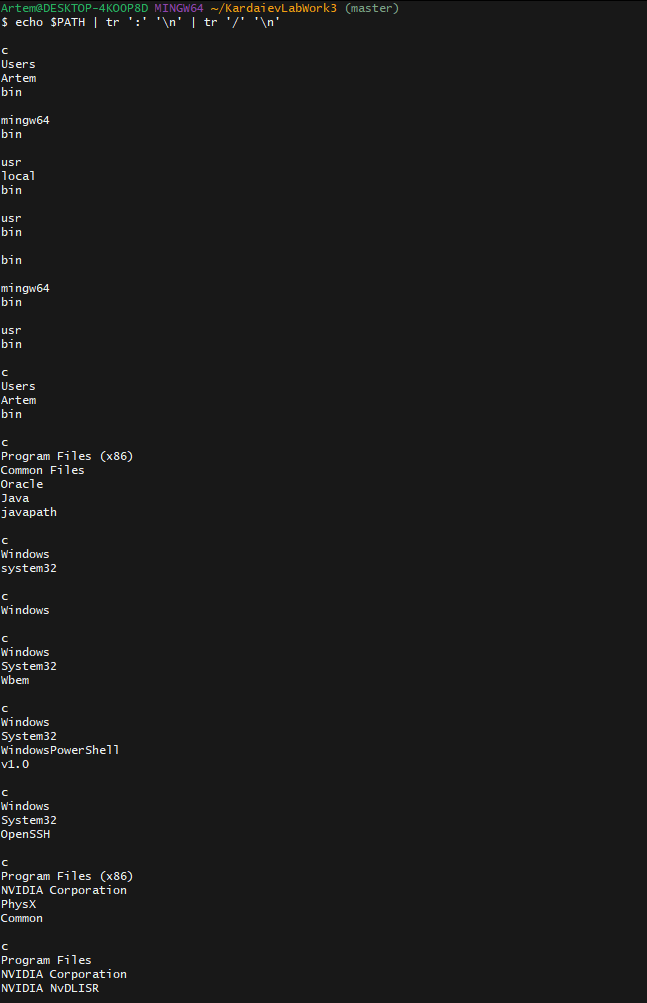 Artem@DESKTOP-4KOOP8D MINGW64 ~/KardaievLabWork3 (master)
$ echo $PATH | tr ':' '\n' | tr '/' '\n'

c
Users
Artem
bin

mingw64
bin

usr
local
bin

usr
bin

bin

mingw64
bin

usr
bin

c
Users
Artem
bin

c
Program Files (x86)
Common Files
Oracle
Java
javapath

c
Windows
system32

c
Windows

c
Windows
System32
Wbem

c
Windows
System32
WindowsPowerShell
v1.0

c
Windows
System32
OpenSSH

c
Program Files (x86)
NVIDIA Corporation
PhysX
Common

c
Program Files
NVIDIA Corporation
NVIDIA NvDLISR